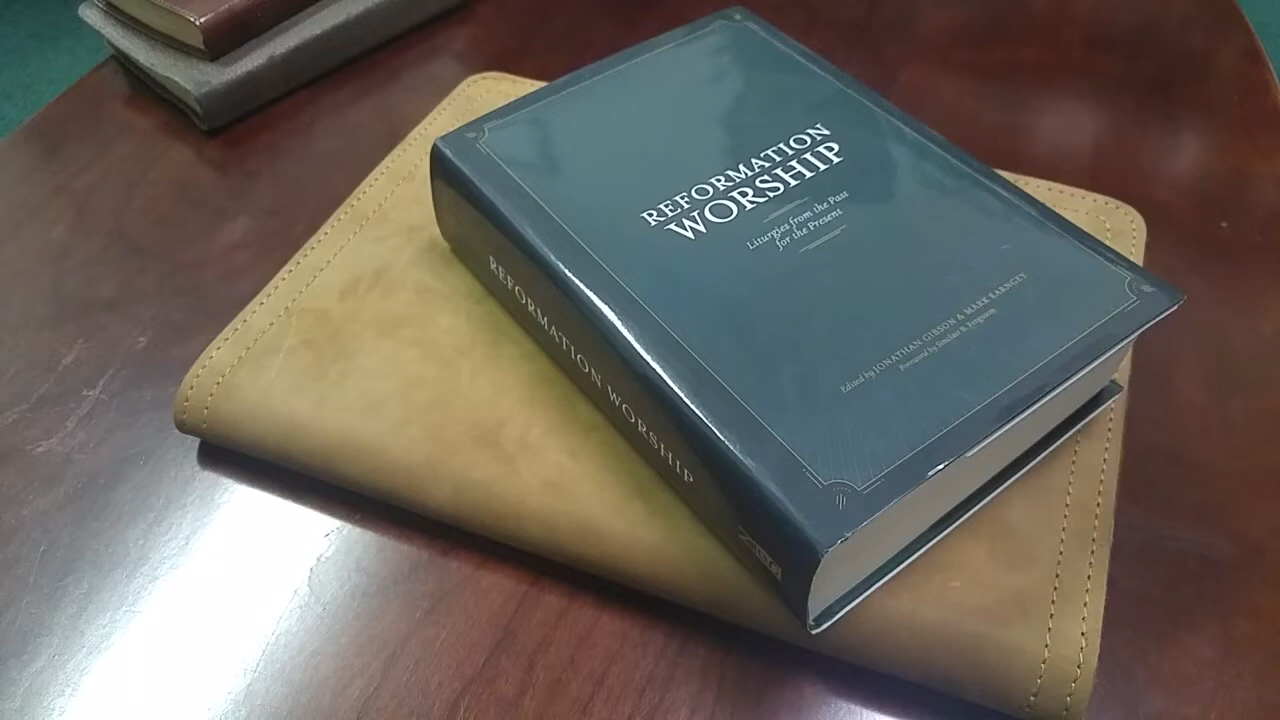 REFORMATION
WORSHIP
Liturgies from the Past
for the Present
Edited by JONATHAN GIBSON & MARK EARNGEY
Foreword by Sinclair B. Ferguson
REFORMATION WORSHIP